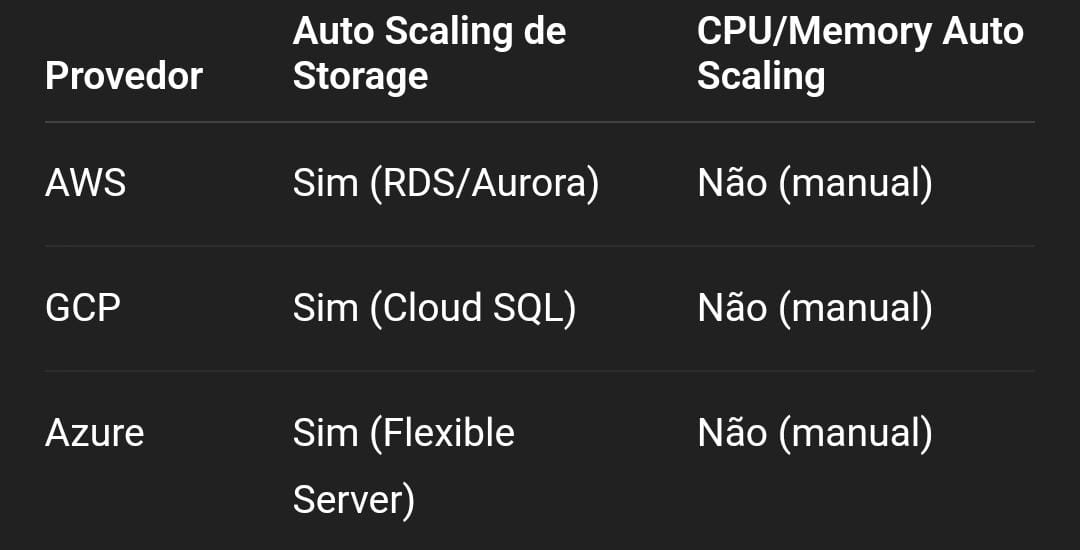 Provedor
Auto Scaling de
Storage
CPU/Memory Auto
Scaling
AWS
Sim (RDS/Aurora)
Não (manual)
GCP
Sim (Cloud SQL)
Não (manual)
Azure
Sim (Flexible
Server)
Não (manual)